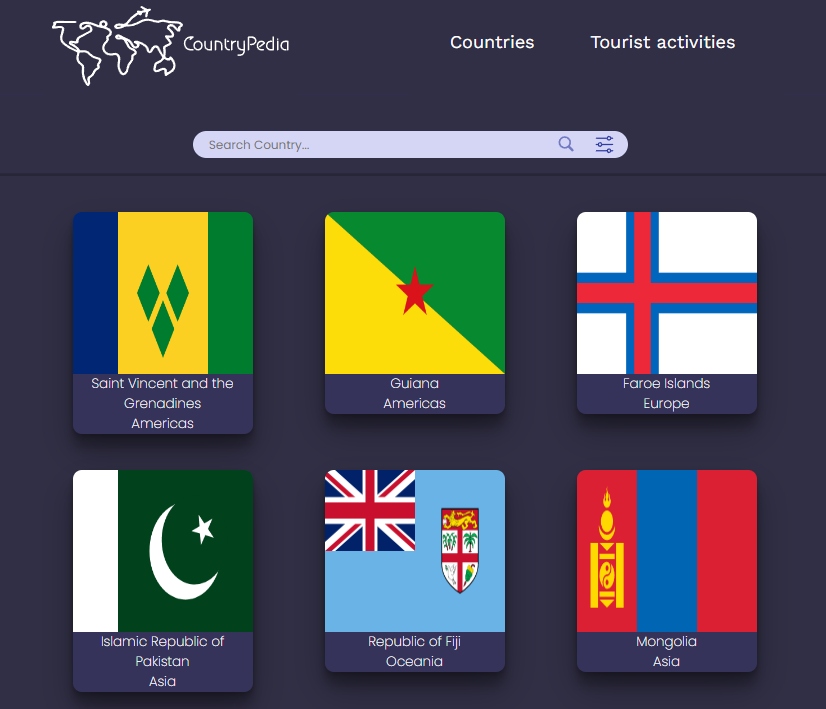 CountryPedia
Countries
Tourist activities
Search Country...
Saint Vincent and the
Grenadines
Americas
Guiana
Americas
Faroe Islands
Europe
Islamic Republic of
Pakistan
Asia
Republic of Fiji
Oceania
Mongolia
Asia